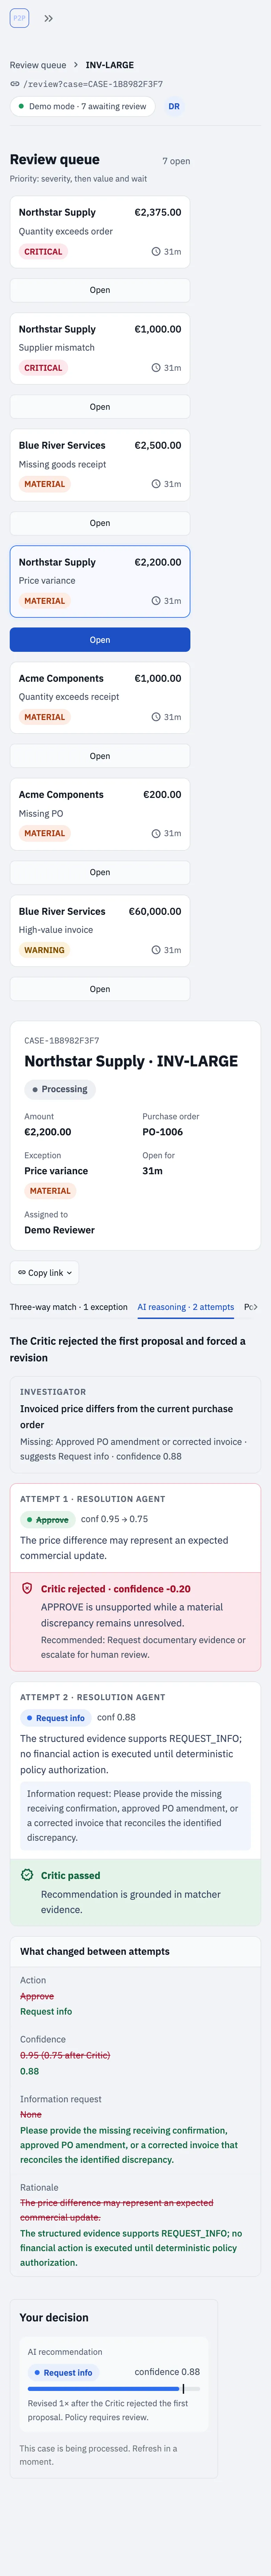 P2P
Review queue > INV-LARGE
/review?case=CASE-1B8982F3F7
Demo mode · 7 awaiting review DR
Review queue 7 open
Priority: severity, then value and wait
Northstar Supply €2,375.00
Quantity exceeds order
CRITICAL 31m
Open
Northstar Supply €1,000.00
Supplier mismatch
CRITICAL 31m
Open
Blue River Services €2,500.00
Missing goods receipt
MATERIAL 31m
Open
Northstar Supply €2,200.00
Price variance
MATERIAL 31m
Open
Acme Components €1,000.00
Quantity exceeds receipt
MATERIAL 31m
Open
Acme Components €200.00
Missing PO
MATERIAL 31m
Open
Blue River Services €60,000.00
High-value invoice
WARNING 31m
Open
CASE-1B8982F3F7
Northstar Supply · INV-LARGE
Processing
Amount Purchase order
€2,200.00 PO-1006
Exception Open for
Price variance 31m
MATERIAL
Assigned to
Demo Reviewer
Copy link
Three-way match · 1 exception AI reasoning · 2 attempts Po
The Critic rejected the first proposal and forced a
revision
INVESTIGATOR
Invoiced price differs from the current purchase
order
Missing: Approved PO amendment or corrected invoice ·
suggests Request info · confidence 0.88
ATTEMPT 1 · RESOLUTION AGENT
Approve conf 0.95 → 0.75
The price difference may represent an expected
commercial update.
Critic rejected · confidence -0.20
APPROVE is unsupported while a material
discrepancy remains unresolved.
Recommended: Request documentary evidence or
escalate for human review.
ATTEMPT 2 · RESOLUTION AGENT
Request info conf 0.88
The structured evidence supports REQUEST_INFO;
no financial action is executed until deterministic
policy authorization.
Information request: Please provide the missing
receiving confirmation, approved PO amendment, or
a corrected invoice that reconciles the identified
discrepancy.
Critic passed
Recommendation is grounded in matcher
evidence.
What changed between attempts
Action
Approve
Request info
Confidence
0.95 (0.75 after Critic)
0.88
Information request
None
Please provide the missing receiving confirmation,
approved PO amendment, or a corrected invoice that
reconciles the identified discrepancy.
Rationale
The price difference may represent an expected
commercial update.
The structured evidence supports REQUEST_INFO; no
financial action is executed until deterministic policy
authorization.
Your decision
AI recommendation
Request info confidence 0.88
Revised 1× after the Critic rejected the first
proposal. Policy requires review.
This case is being processed. Refresh in a
moment.